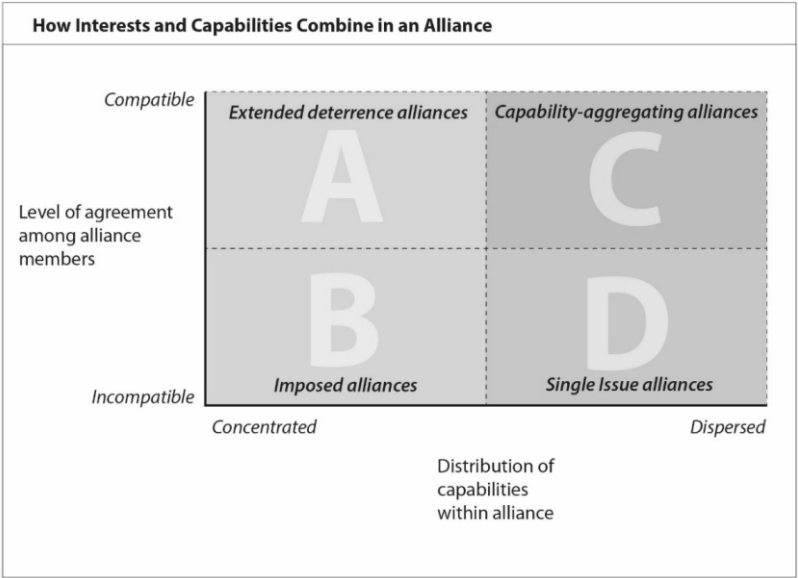 How Interests and Capabilities Combine in an Alliance
Compatible
Extended deterrence alliances
Capability-aggregating alliances
A
C
Level of agreement
among alliance
members
B
D
Imposed alliances
Single Issue alliances
Incompatible
Concentrated
Dispersed
Distribution of
capabilities
within alliance